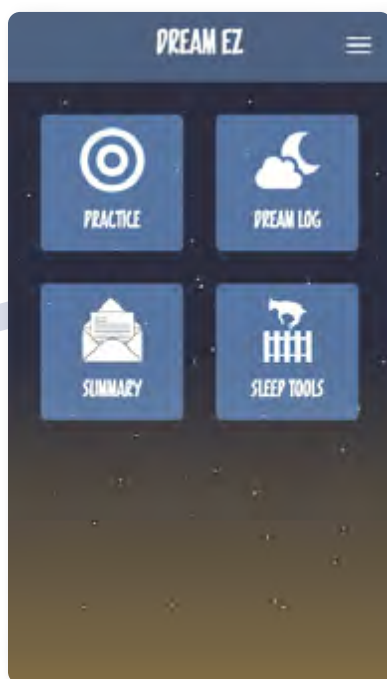 DREAM EZ
PRACTICE
DREAM LOG
SUMMARY
SLEEP TOOLS